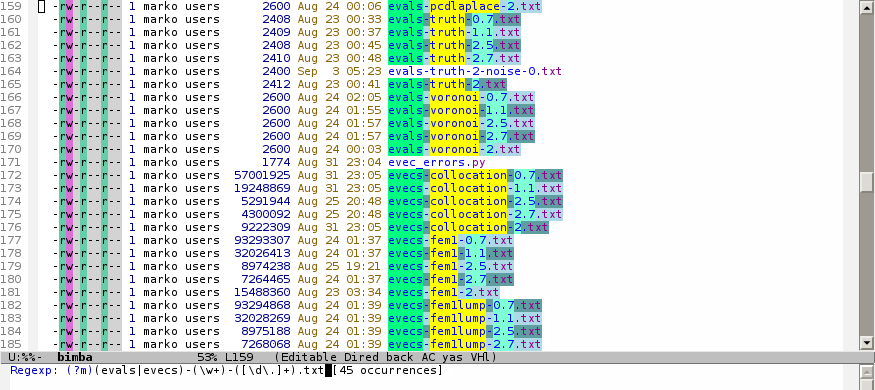 159 -rw-r--r-- 1 marko users 2600 Aug 24 00:06 evals-pcdlaplace-2.txt
160 -rw-r--r-- 1 marko users 2408 Aug 23 00:33 evals-truth-0.7.txt
161 -rw-r--r-- 1 marko users 2409 Aug 23 00:37 evals-truth-1.1.txt
162 -rw-r--r-- 1 marko users 2408 Aug 23 00:45 evals-truth-2.5.txt
163 -rw-r--r-- 1 marko users 2410 Aug 23 00:48 evals-truth-2.7.txt
164 -rw-r--r-- 1 marko users 2400 Sep 3 05:23 evals-truth-2-noise-0.txt
165 -rw-r--r-- 1 marko users 2412 Aug 23 00:41 evals-truth-2.txt
166 -rw-r--r-- 1 marko users 2600 Aug 24 02:05 evals-voronoi-0.7.txt
167 -rw-r--r-- 1 marko users 2600 Aug 24 01:55 evals-voronoi-1.1.txt
168 -rw-r--r-- 1 marko users 2600 Aug 24 01:57 evals-voronoi-2.5.txt
169 -rw-r--r-- 1 marko users 2600 Aug 24 01:57 evals-voronoi-2.7.txt
170 -rw-r--r-- 1 marko users 2600 Aug 24 00:03 evals-voronoi-2.txt
171 -rw-r--r-- 1 marko users 1774 Aug 31 23:04 evec_errors.py
172 -rw-r--r-- 1 marko users 57001925 Aug 31 23:05 evecs-collocation-0.7.txt
173 -rw-r--r-- 1 marko users 19248869 Aug 31 23:05 evecs-collocation-1.1.txt
174 -rw-r--r-- 1 marko users 5291944 Aug 25 20:48 evecs-collocation-2.5.txt
175 -rw-r--r-- 1 marko users 4300092 Aug 25 20:48 evecs-collocation-2.7.txt
176 -rw-r--r-- 1 marko users 9222309 Aug 31 23:05 evecs-collocation-2.txt
177 -rw-r--r-- 1 marko users 93293307 Aug 24 01:37 evecs-fem1-0.7.txt
178 -rw-r--r-- 1 marko users 32026413 Aug 24 01:37 evecs-fem1-1.1.txt
179 -rw-r--r-- 1 marko users 8974238 Aug 25 19:21 evecs-fem1-2.5.txt
180 -rw-r--r-- 1 marko users 7264465 Aug 24 01:37 evecs-fem1-2.7.txt
181 -rw-r--r-- 1 marko users 15488360 Aug 23 03:34 evecs-fem1-2.txt
182 -rw-r--r-- 1 marko users 93294868 Aug 24 01:39 evecs-fem1lump-0.7.txt
183 -rw-r--r-- 1 marko users 32028269 Aug 24 01:39 evecs-fem1lump-1.1.txt
184 -rw-r--r-- 1 marko users 8975188 Aug 24 01:39 evecs-fem1lump-2.5.txt
185 -rw-r--r-- 1 marko users 7268068 Aug 24 01:39 evecs-fem1lump-2.7.txt
U:%%- bimba 53% L159 (Editable Dired back AC yas VHl)
Regexp: (?m)(evals|evecs)-(\w+)-([\d\.]+).txt [45 occurrences]